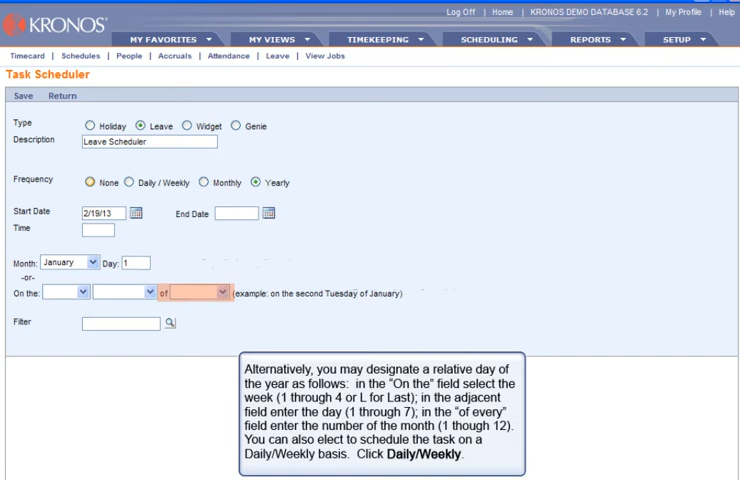 Log Off | Home | KRONOS DEMO DATABASE 6.2 | My Profile | Help
KRONOS
MY FAVORITES MY VIEWS TIMEKEEPING SCHEDULING REPORTS SETUP
Timecard | Schedules | People | Accruals | Attendance | Leave | View Jobs
Task Scheduler
Save Return
Type Holiday Leave Widget Genie
Description Leave Scheduler
Frequency None Daily / Weekly Monthly Yearly
Start Date 2/19/13 End Date
Time
Month: January Day: 1
-or-
On the: of (example: on the second Tuesday of January)
Filter
Alternatively, you may designate a relative day of
the year as follows: in the “On the” field select the
week (1 through 4 or L for Last); in the adjacent
field enter the day (1 through 7); in the “of every”
field enter the number of the month (1 though 12).
You can also elect to schedule the task on a
Daily/Weekly basis. Click Daily/Weekly.